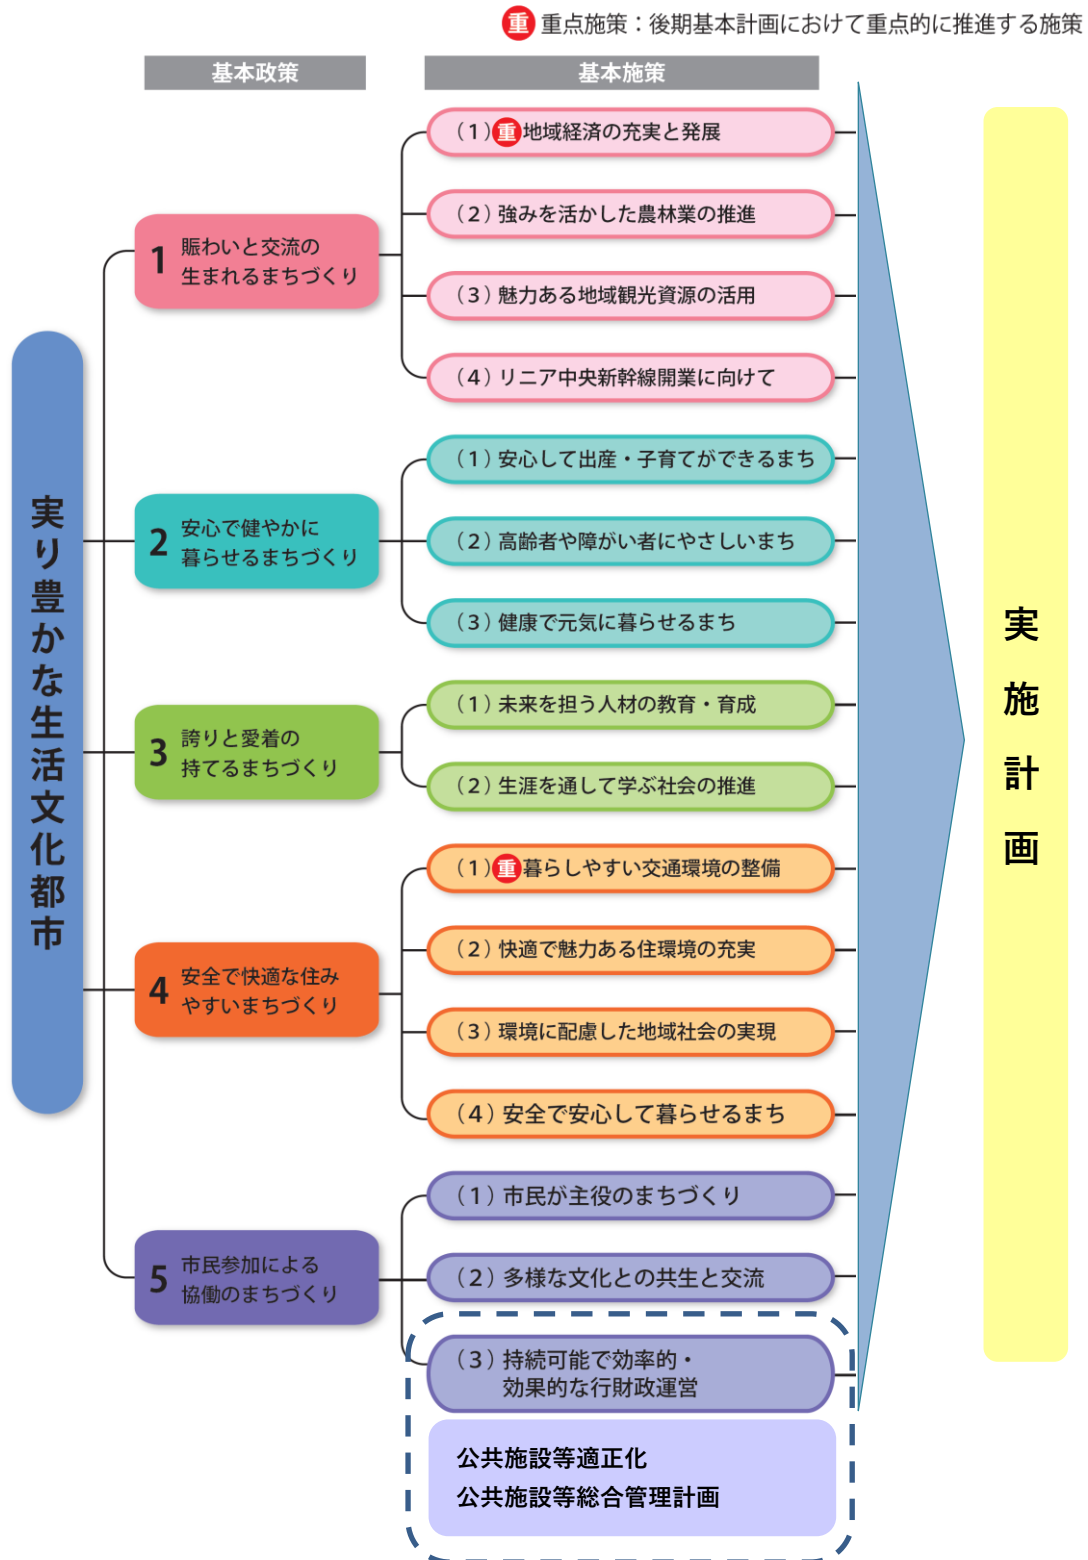 重 重点施策：後期基本計画において重点的に推進する施策
基本政策
基本施策
実り豊かな生活文化都市
1 賑わいと交流の
生まれるまちづくり
（1）重 地域経済の充実と発展
（2）強みを活かした農林業の推進
（3）魅力ある地域観光資源の活用
（4）リニア中央新幹線開業に向けて
2 安心で健やかに
暮らせるまちづくり
（1）安心して出産・子育てができるまち
（2）高齢者や障がい者にやさしいまち
（3）健康で元気に暮らせるまち
3 誇りと愛着の
持てるまちづくり
（1）未来を担う人材の教育・育成
（2）生涯を通して学ぶ社会の推進
4 安全で快適な住み
やすいまちづくり
（1）重 暮らしやすい交通環境の整備
（2）快適で魅力ある住環境の充実
（3）環境に配慮した地域社会の実現
（4）安全で安心して暮らせるまち
5 市民参加による
協働のまちづくり
（1）市民が主役のまちづくり
（2）多様な文化との共生と交流
（3）持続可能で効率的・
効果的な行財政運営
公共施設等適正化
公共施設等総合管理計画
実施計画